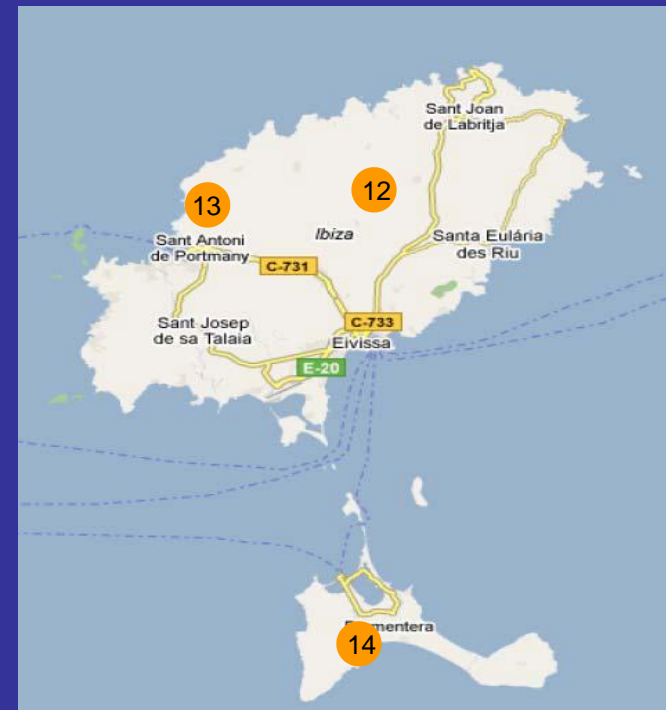 Sant Joan
de Labritja
12
13
Ibiza
Sant Antoni
de Portmany
Santa Eulária
des Riu
C-731
Sant Josep
de sa Talaia
C-733
Eivissa
E-20
14